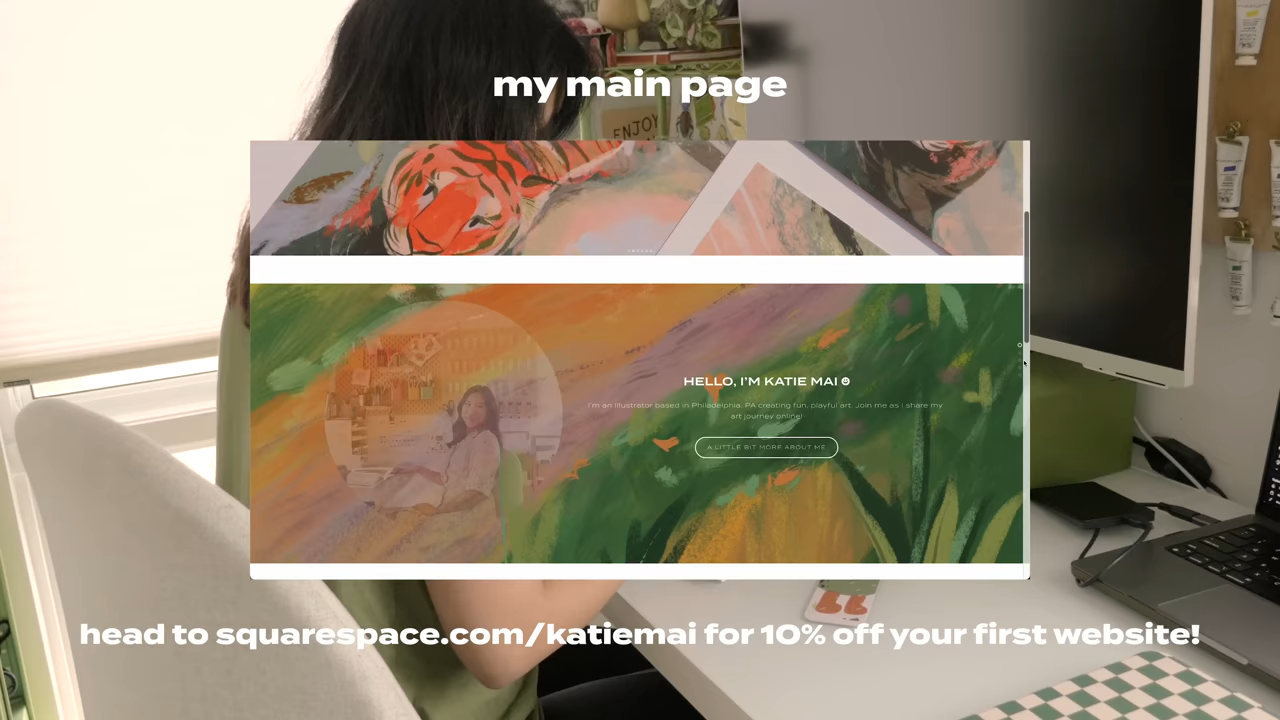 my main page
ENJOY
HELLO, I'M KATIE MAI ☺
I'm an illustrator based in Philadelphia, PA creating fun, playful art. Join me as I share my
art journey online!
A LITTLE BIT MORE ABOUT ME
head to squarespace.com/katiemai for 10% off your first website!